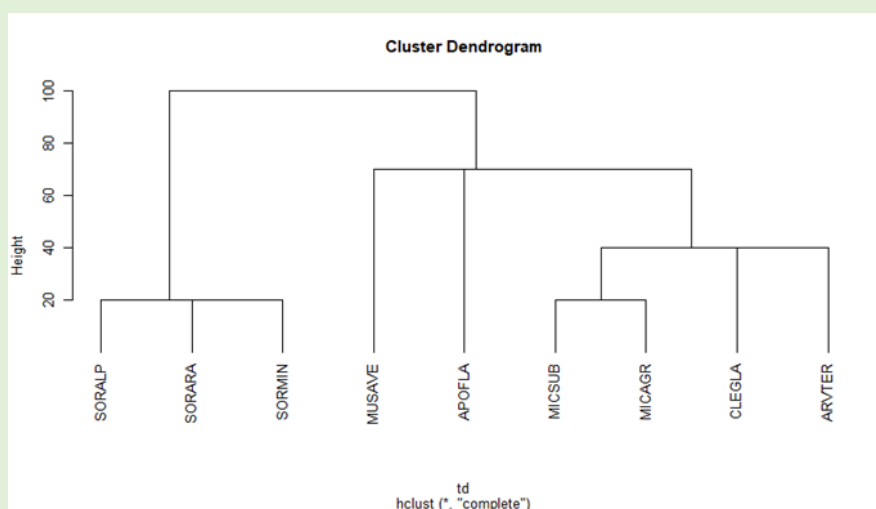 Cluster Dendrogram
Height
100
80
60
40
20
SORALP
SORARA
SORMIN
MUSAVE
APOFLA
MICSUB
MICAGR
CLEGLA
ARVTER
td
hclust (*, "complete")